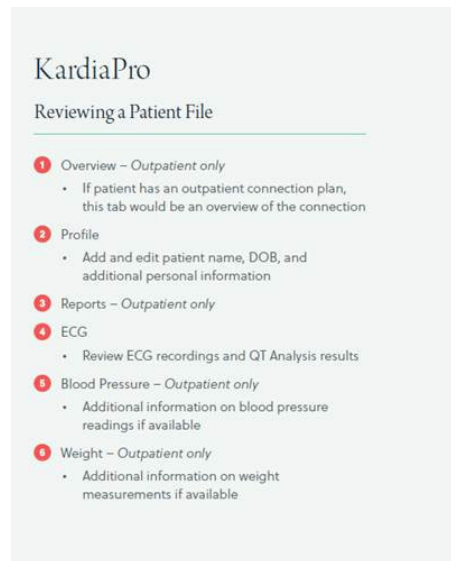 KardiaPro
Reviewing a Patient File
1 Overview – Outpatient only
• If patient has an outpatient connection plan,
this tab would be an overview of the connection
2 Profile
• Add and edit patient name, DOB, and
additional personal information
3 Reports – Outpatient only
4 ECG
• Review ECG recordings and QT Analysis results
5 Blood Pressure – Outpatient only
• Additional information on blood pressure
readings if available
6 Weight – Outpatient only
• Additional information on weight
measurements if available